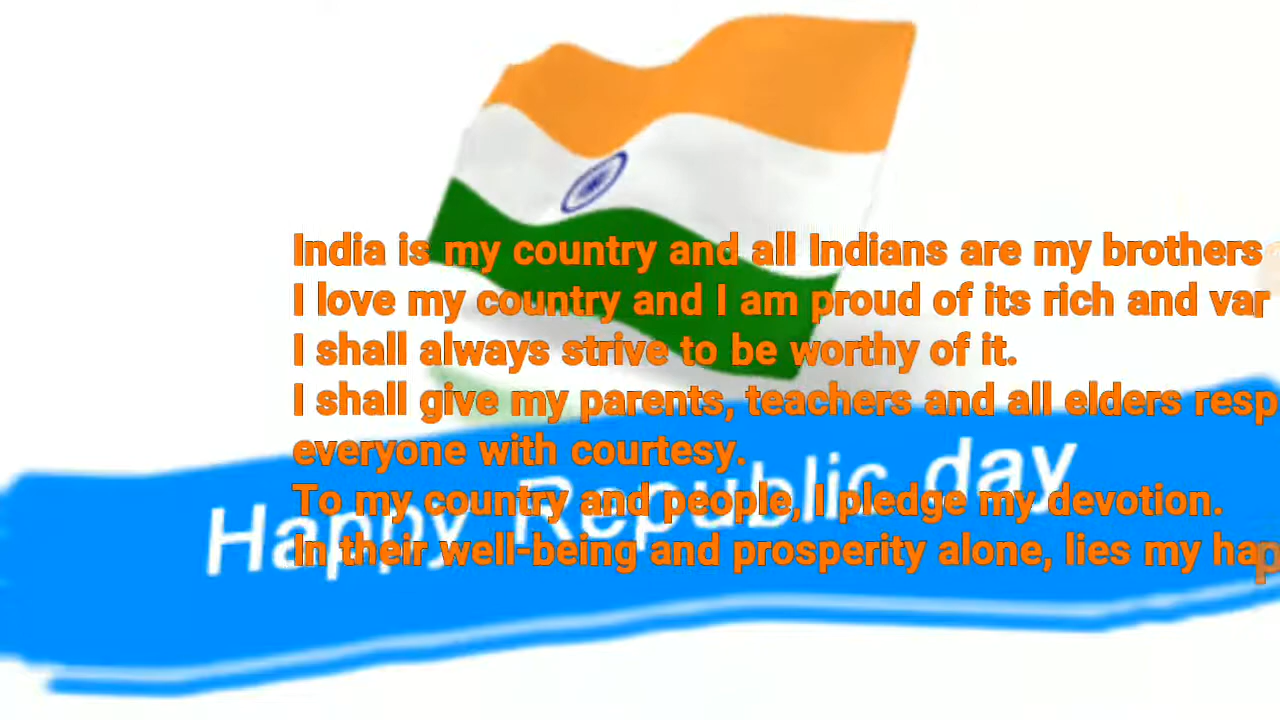 India is my country and all Indians are my brothers
I love my country and I am proud of its rich and var
I shall always strive to be worthy of it.
I shall give my parents, teachers and all elders resp
everyone with courtesy.
To my country and people, I pledge my devotion.
In their well-being and prosperity alone, lies my hap
Happy Republic day